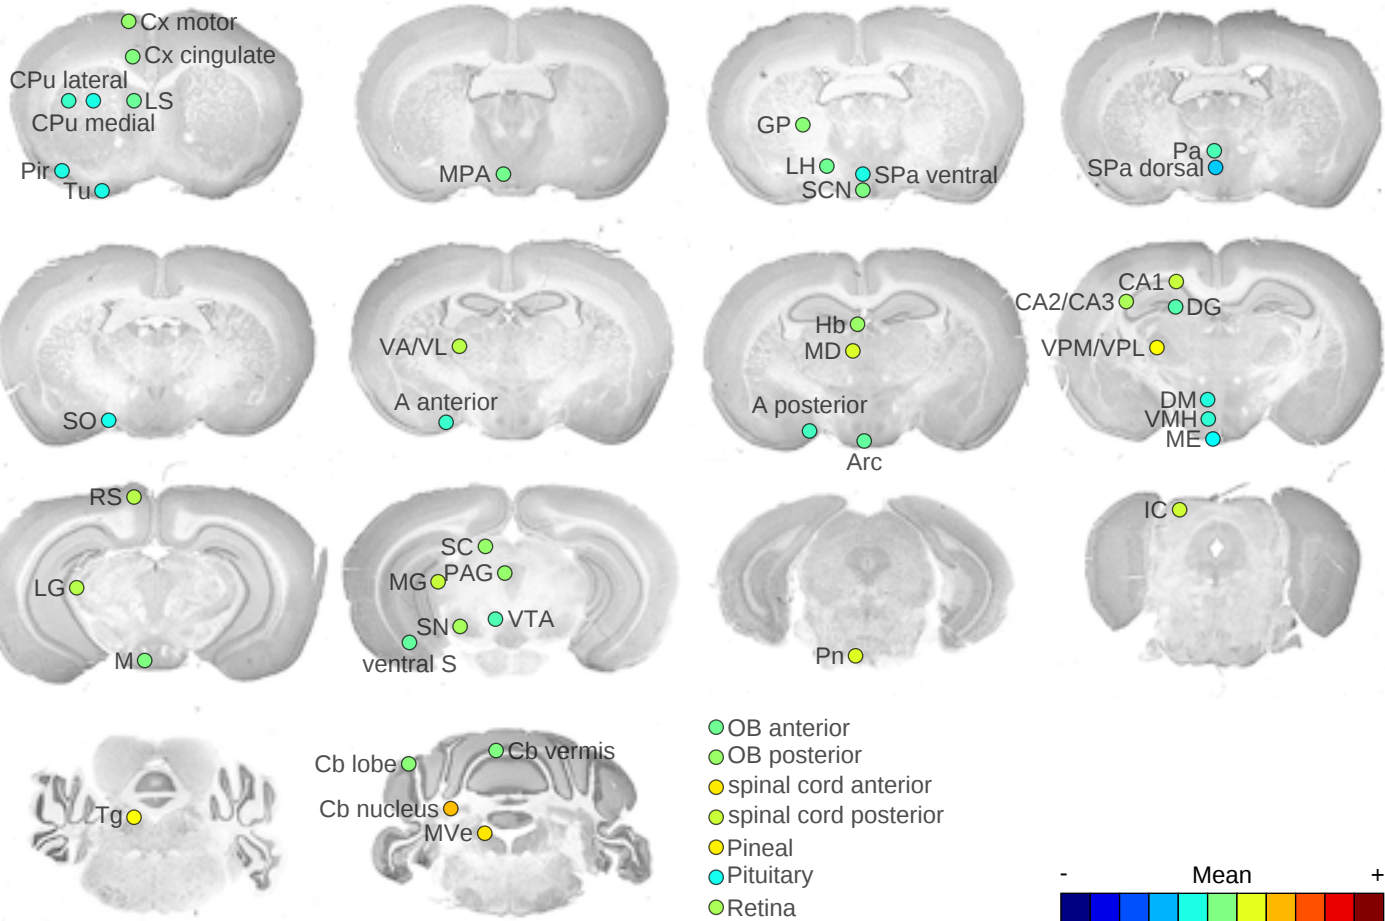 Cx motor
Cx cingulate
CPu lateral
LS
CPu medial
Pir
Tu
MPA
GP
LH
SPa ventral
SCN
Pa
SPa dorsal
SO
VA/VL
A anterior
Hb
MD
A posterior
Arc
CA1
CA2/CA3
DG
VPM/VPL
DM
VMH
ME
RS
LG
M
SC
PAG
MG
VTA
SN
ventral S
Pn
IC
Tg
Cb vermis
Cb lobe
Cb nucleus
MVe
OB anterior
OB posterior
spinal cord anterior
spinal cord posterior
Pineal
Pituitary
Retina
- Mean +